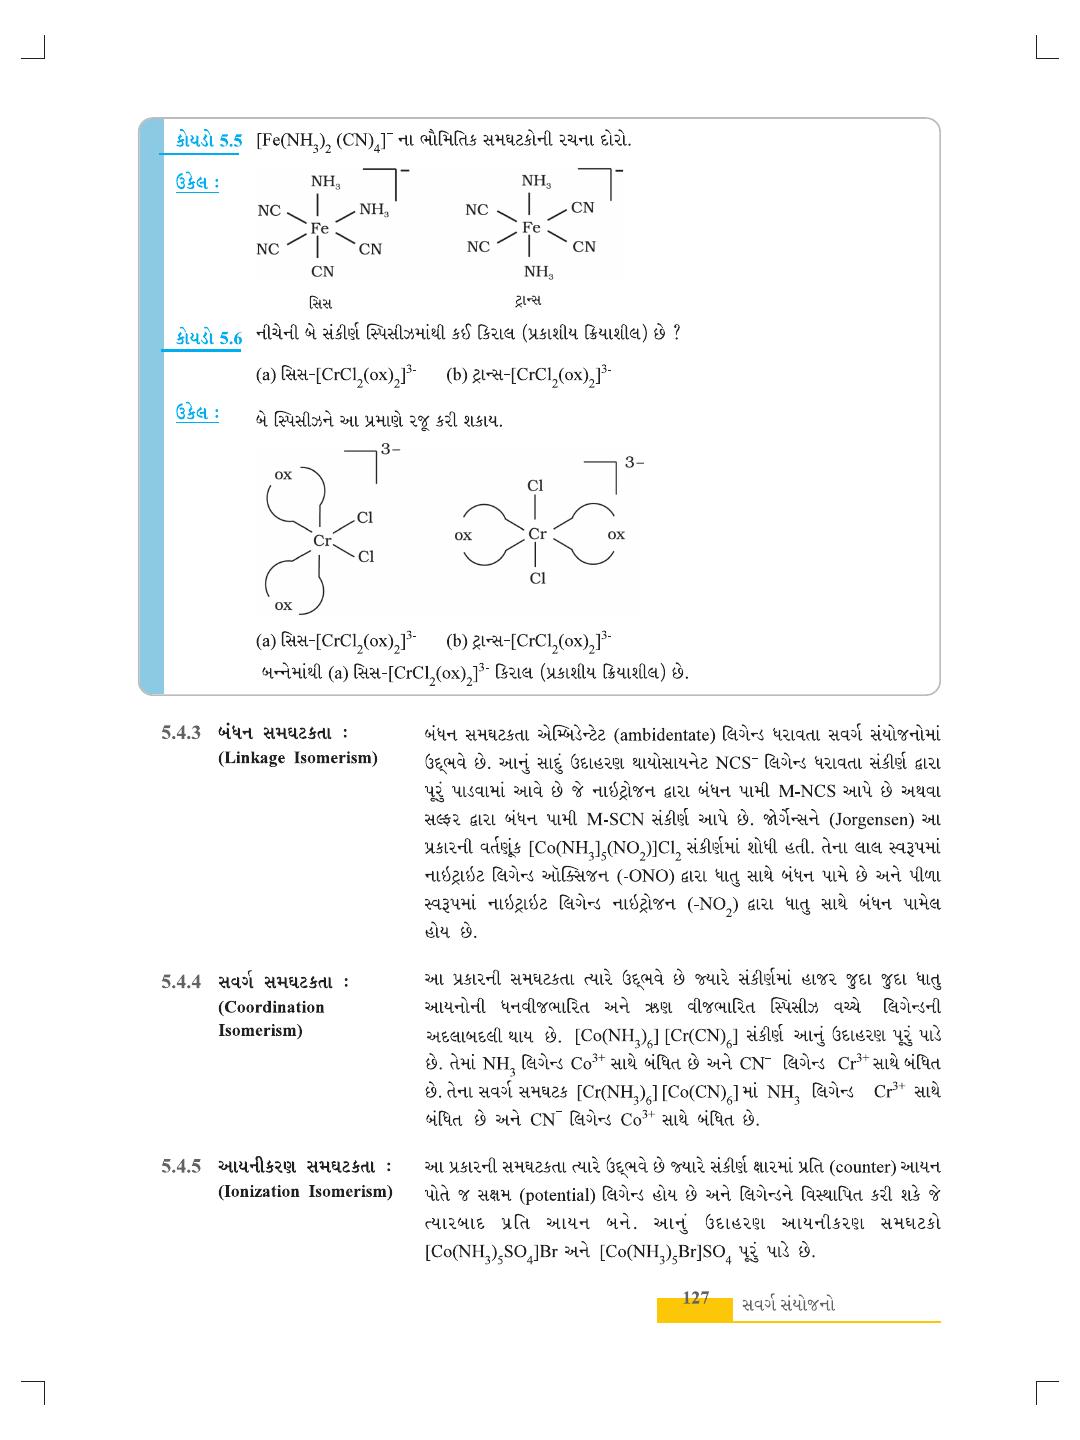 કોયડો 5.5 [Fe(NH₃)₂ (CN)₄]⁻ ના ભૌમિતિક સમઘટકોની રચના દોરો.
ઉકેલ :
NH₃ NC NH₃ Fe NC CN CN −
સિસ
NH₃ NC CN Fe NC CN NH₃ −
ટ્રાન્સ
કોયડો 5.6 નીચેની બે સંકીર્ણ સ્પિસીઝમાંથી કઈ કિરાલ (પ્રકાશીય ક્રિયાશીલ) છે ?
(a) સિસ-[CrCl₂(ox)₂]³⁻ (b) ટ્રાન્સ-[CrCl₂(ox)₂]³⁻
ઉકેલ : બે સ્પિસીઝને આ પ્રમાણે રજૂ કરી શકાય.
ox Cl Cr Cl ox 3−
Cl ox Cr ox Cl 3−
(a) સિસ-[CrCl₂(ox)₂]³⁻ (b) ટ્રાન્સ-[CrCl₂(ox)₂]³⁻
બન્નેમાંથી (a) સિસ-[CrCl₂(ox)₂]³⁻ કિરાલ (પ્રકાશીય ક્રિયાશીલ) છે.
5.4.3 બંધન સમઘટકતા :
(Linkage Isomerism)
બંધન સમઘટકતા એમ્બિડેન્ટેટ (ambidentate) લિગેન્ડ ધરાવતા સવર્ગ સંયોજનોમાં
ઉદ્ભવે છે. આનું સાદું ઉદાહરણ થાયોસાયનેટ NCS⁻ લિગેન્ડ ધરાવતા સંકીર્ણ દ્વારા
પૂરું પાડવામાં આવે છે જે નાઇટ્રોજન દ્વારા બંધન પામી M-NCS આપે છે અથવા
સલ્ફર દ્વારા બંધન પામી M-SCN સંકીર્ણ આપે છે. જોર્ગેન્સને (Jorgensen) આ
પ્રકારની વર્તણૂંક [Co(NH₃]₅(NO₂)]Cl₂ સંકીર્ણમાં શોધી હતી. તેના લાલ સ્વરૂપમાં
નાઇટ્રાઇટ લિગેન્ડ ઑક્સિજન (-ONO) દ્વારા ધાતુ સાથે બંધન પામે છે અને પીળા
સ્વરૂપમાં નાઇટ્રાઇટ લિગેન્ડ નાઇટ્રોજન (-NO₂) દ્વારા ધાતુ સાથે બંધન પામેલ
હોય છે.
5.4.4 સવર્ગ સમઘટકતા :
(Coordination
Isomerism)
આ પ્રકારની સમઘટકતા ત્યારે ઉદ્ભવે છે જ્યારે સંકીર્ણમાં હાજર જુદા જુદા ધાતુ
આયનોની ધનવીજભારિત અને ઋણ વીજભારિત સ્પિસીઝ વચ્ચે લિગેન્ડની
અદલાબદલી થાય છે. [Co(NH₃)₆] [Cr(CN)₆] સંકીર્ણ આનું ઉદાહરણ પૂરું પાડે
છે. તેમાં NH₃ લિગેન્ડ Co³⁺ સાથે બંધિત છે અને CN⁻ લિગેન્ડ Cr³⁺ સાથે બંધિત
છે. તેના સવર્ગ સમઘટક [Cr(NH₃)₆] [Co(CN)₆] માં NH₃ લિગેન્ડ Cr³⁺ સાથે
બંધિત છે અને CN⁻ લિગેન્ડ Co³⁺ સાથે બંધિત છે.
5.4.5 આયનીકરણ સમઘટકતા :
(Ionization Isomerism)
આ પ્રકારની સમઘટકતા ત્યારે ઉદ્ભવે છે જ્યારે સંકીર્ણ ક્ષારમાં પ્રતિ (counter) આયન
પોતે જ સક્ષમ (potential) લિગેન્ડ હોય છે અને લિગેન્ડને વિસ્થાપિત કરી શકે જે
ત્યારબાદ પ્રતિ આયન બને. આનું ઉદાહરણ આયનીકરણ સમઘટકો
[Co(NH₃)₅SO₄]Br અને [Co(NH₃)₅Br]SO₄ પૂરું પાડે છે.
127 સવર્ગ સંયોજનો